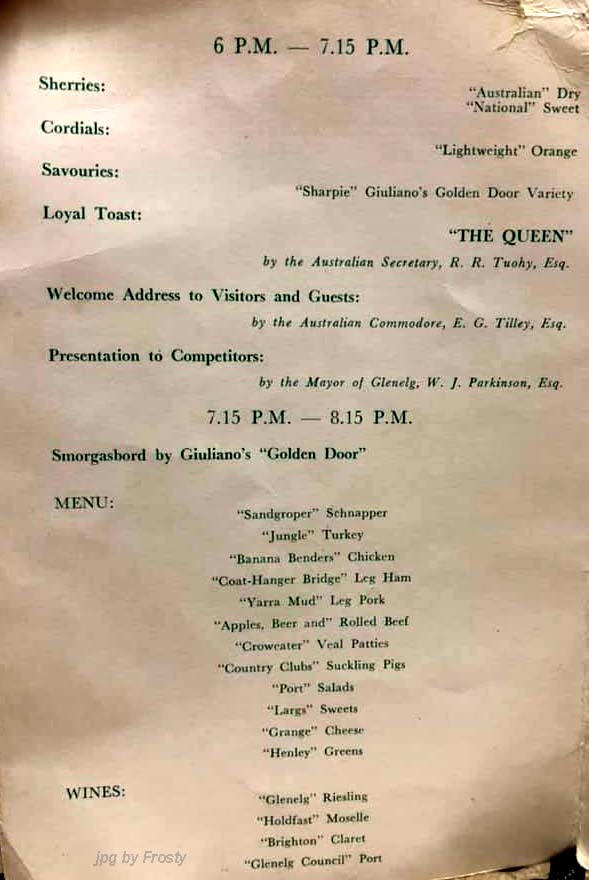 6 P.M. — 7.15 P.M.
Sherries:
"Australian" Dry
"National" Sweet
Cordials:
"Lightweight" Orange
Savouries:
"Sharpie" Giuliano's Golden Door Variety
Loyal Toast:
"THE QUEEN"
by the Australian Secretary, R. R. Tuohy, Esq.
Welcome Address to Visitors and Guests:
by the Australian Commodore, E. G. Tilley, Esq.
Presentation to Competitors:
by the Mayor of Glenelg, W. J. Parkinson, Esq.
7.15 P.M. — 8.15 P.M.
Smorgasbord by Giuliano's "Golden Door"
MENU:
"Sandgroper" Schnapper
"Jungle" Turkey
"Banana Benders" Chicken
"Coat-Hanger Bridge" Leg Ham
"Yarra Mud" Leg Pork
"Apples, Beer and" Rolled Beef
"Croweater" Veal Patties
"Country Clubs" Suckling Pigs
"Port" Salads
"Largs" Sweets
"Grange" Cheese
"Henley" Greens
WINES:
"Glenelg" Riesling
"Holdfast" Moselle
"Brighton" Claret
"Glenelg Council" Port
jpg by Frosty